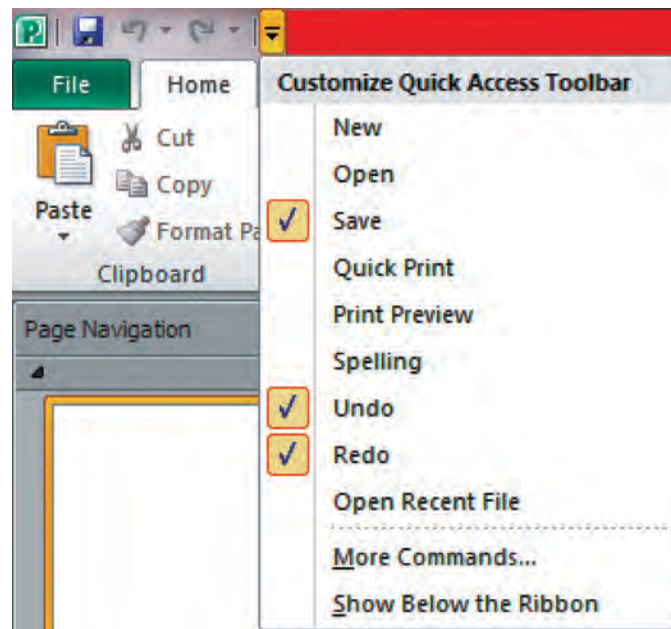 File Home
Customize Quick Access Toolbar
New
Open
Save
Quick Print
Print Preview
Spelling
Undo
Redo
Open Recent File
More Commands...
Show Below the Ribbon
Cut
Copy
Paste
Format Pa
Clipboard
Page Navigation